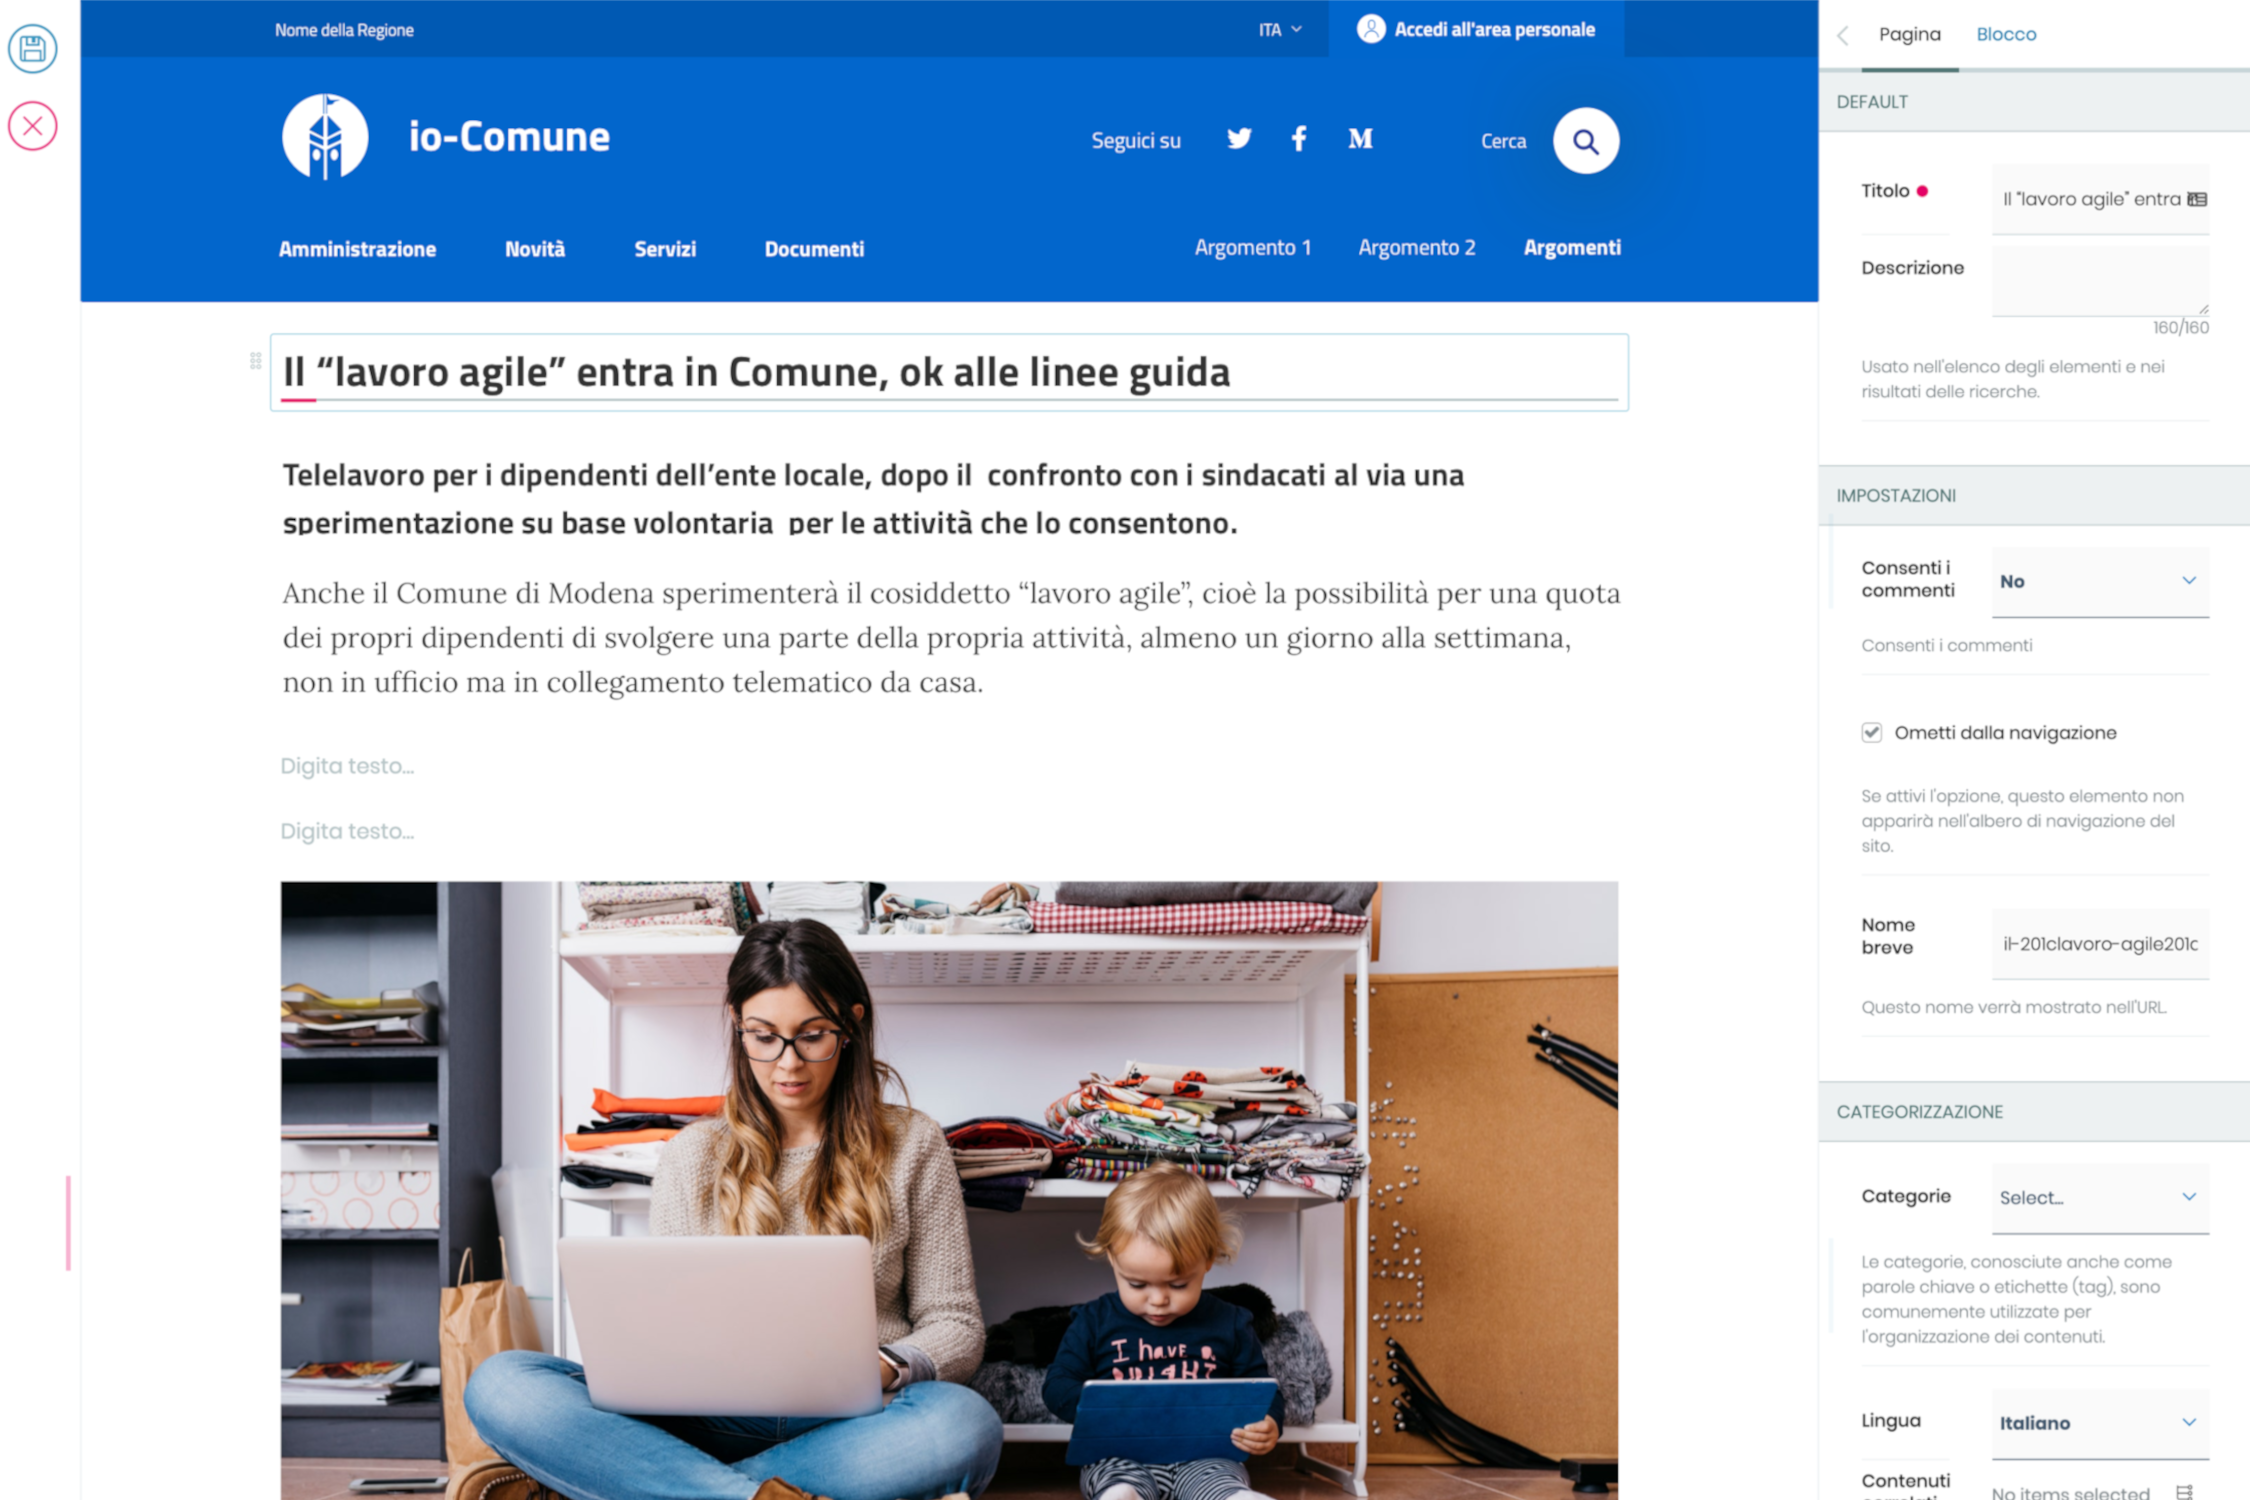 Nome della Regione
ITA
Accedi all'area personale
io-Comune
Seguici su
Cerca
Amministrazione
Novità
Servizi
Documenti
Argomento 1
Argomento 2
Argomenti
Il “lavoro agile” entra in Comune, ok alle linee guida
Telelavoro per i dipendenti dell’ente locale, dopo il confronto con i sindacati al via una
sperimentazione su base volontaria per le attività che lo consentono.
Anche il Comune di Modena sperimenterà il cosiddetto “lavoro agile”, cioè la possibilità per una quota
dei propri dipendenti di svolgere una parte della propria attività, almeno un giorno alla settimana,
non in ufficio ma in collegamento telematico da casa.
Digita testo...
Digita testo...
I have a
Pagina
Blocco
DEFAULT
Titolo
Il "lavoro agile" entra
Descrizione
160/160
Usato nell'elenco degli elementi e nei
risultati delle ricerche.
IMPOSTAZIONI
Consenti i
commenti
No
Consenti i commenti
Ometti dalla navigazione
Se attivi l'opzione, questo elemento non
apparirà nell'albero di navigazione del
sito.
Nome
breve
il-201clavoro-agile201c
Questo nome verrà mostrato nell'URL.
CATEGORIZZAZIONE
Categorie
Select...
Le categorie, conosciute anche come
parole chiave o etichette (tag), sono
comunemente utilizzate per
l'organizzazione dei contenuti.
Lingua
Italiano
Contenuti
No items selected